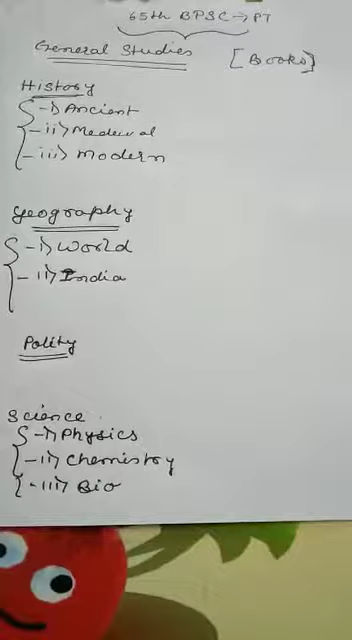 65th BPSC → PT
General Studies [Books]
History
i) Ancient
ii) Medeival
iii) Modern
Geography
i) World
ii) India
Polity
Science
i) Physics
ii) Chemistry
iii) Bio